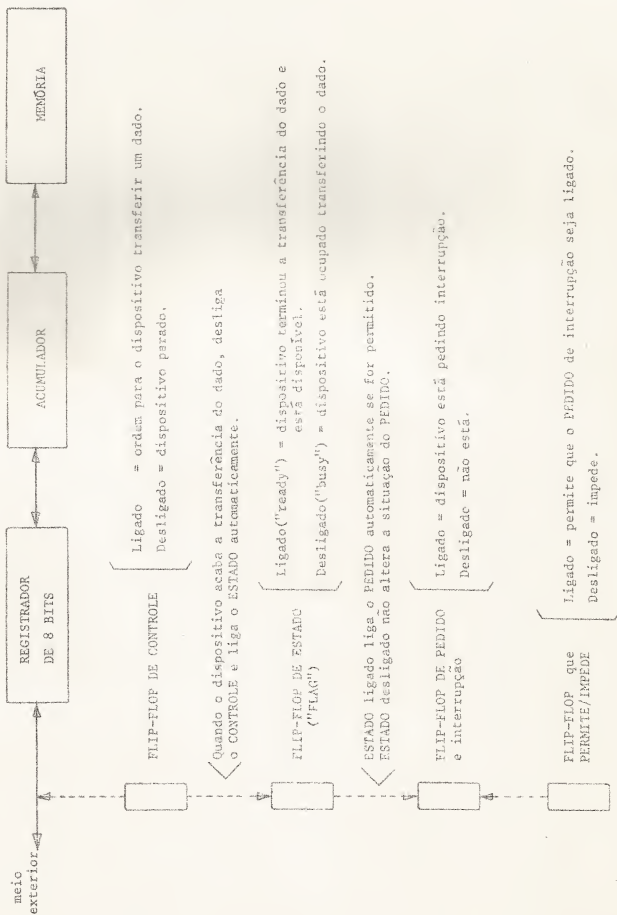 meio
exterior
REGISTRADOR
DE 8 BITS
ACUMULADOR
MEMÓRIA
FLIP-FLOP DE CONTROLE
Ligado = ordem para o dispositivo transferir um dado.
Desligado = dispositivo parado.
Quando o dispositivo acaba a transferência do dado, desliga
o CONTROLE e liga o ESTADO automaticamente.
FLIP-FLOP DE ESTADO
("FLAG")
Ligado("ready") = dispositivo terminou a transferência do dado e
está disponível.
Desligado("busy") = dispositivo está ocupado transferindo o dado.
ESTADO ligado liga o PEDIDO automaticamente se for permitido.
ESTADO desligado não altera a situação do PEDIDO.
FLIP-FLOP DE PEDIDO
e interrupção
Ligado = dispositivo está pedindo interrupção.
Desligado = não está.
FLIP-FLOP que
PERMITE/IMPEDE
Ligado = permite que o PEDIDO de interrupção seja ligado.
Desligado = impede.